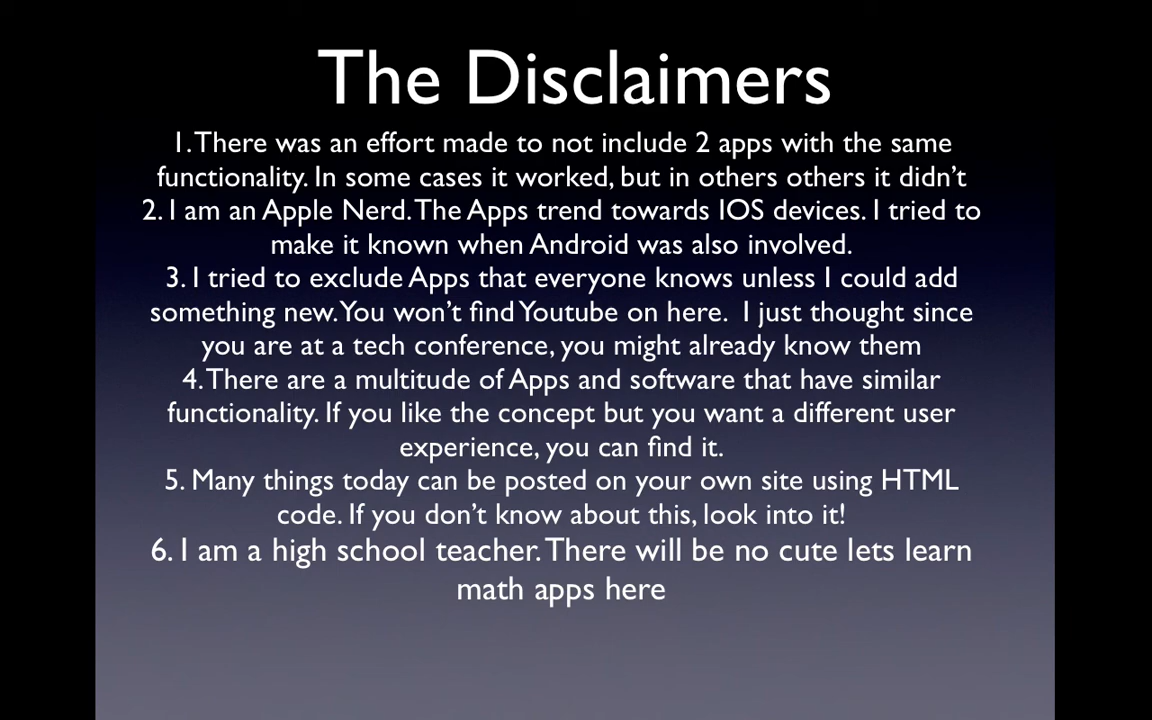 The Disclaimers
1. There was an effort made to not include 2 apps with the same
functionality. In some cases it worked, but in others others it didn’t
2. I am an Apple Nerd. The Apps trend towards IOS devices. I tried to
make it known when Android was also involved.
3. I tried to exclude Apps that everyone knows unless I could add
something new. You won’t find Youtube on here.  I just thought since
you are at a tech conference, you might already know them
4. There are a multitude of Apps and software that have similar
functionality. If you like the concept but you want a different user
experience, you can find it.
5. Many things today can be posted on your own site using HTML
code. If you don’t know about this, look into it!
6. I am a high school teacher. There will be no cute lets learn
math apps here